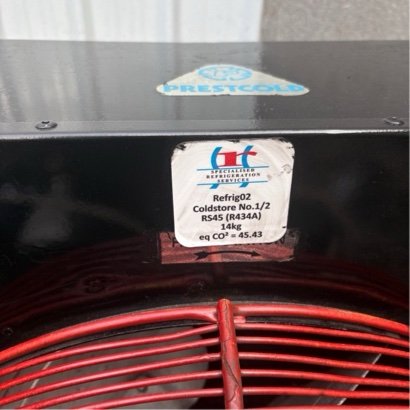 PRESTCOLD
SPECIALISED
REFRIGERATION
SERVICES
Refrig02
Coldstore No.1/2
RS45 (R434A)
14kg
eq CO² = 45.43